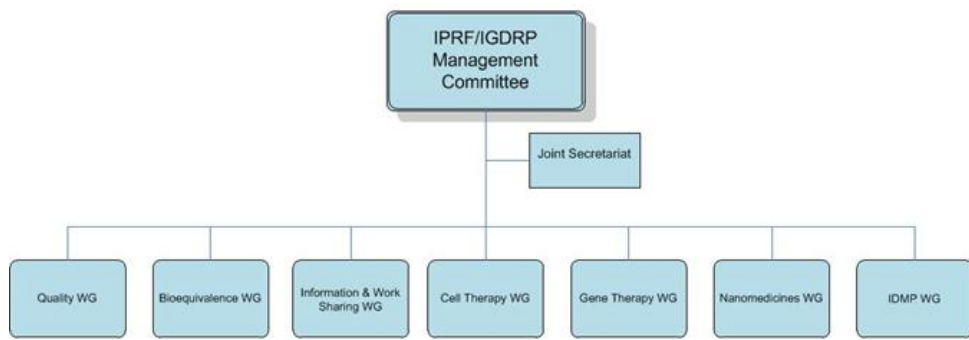 IPRF/IGDRP
Management
Committee
Joint Secretariat
Quality WG
Bioequivalence WG
Information & Work
Sharing WG
Cell Therapy WG
Gene Therapy WG
Nanomedicines WG
IDMP WG